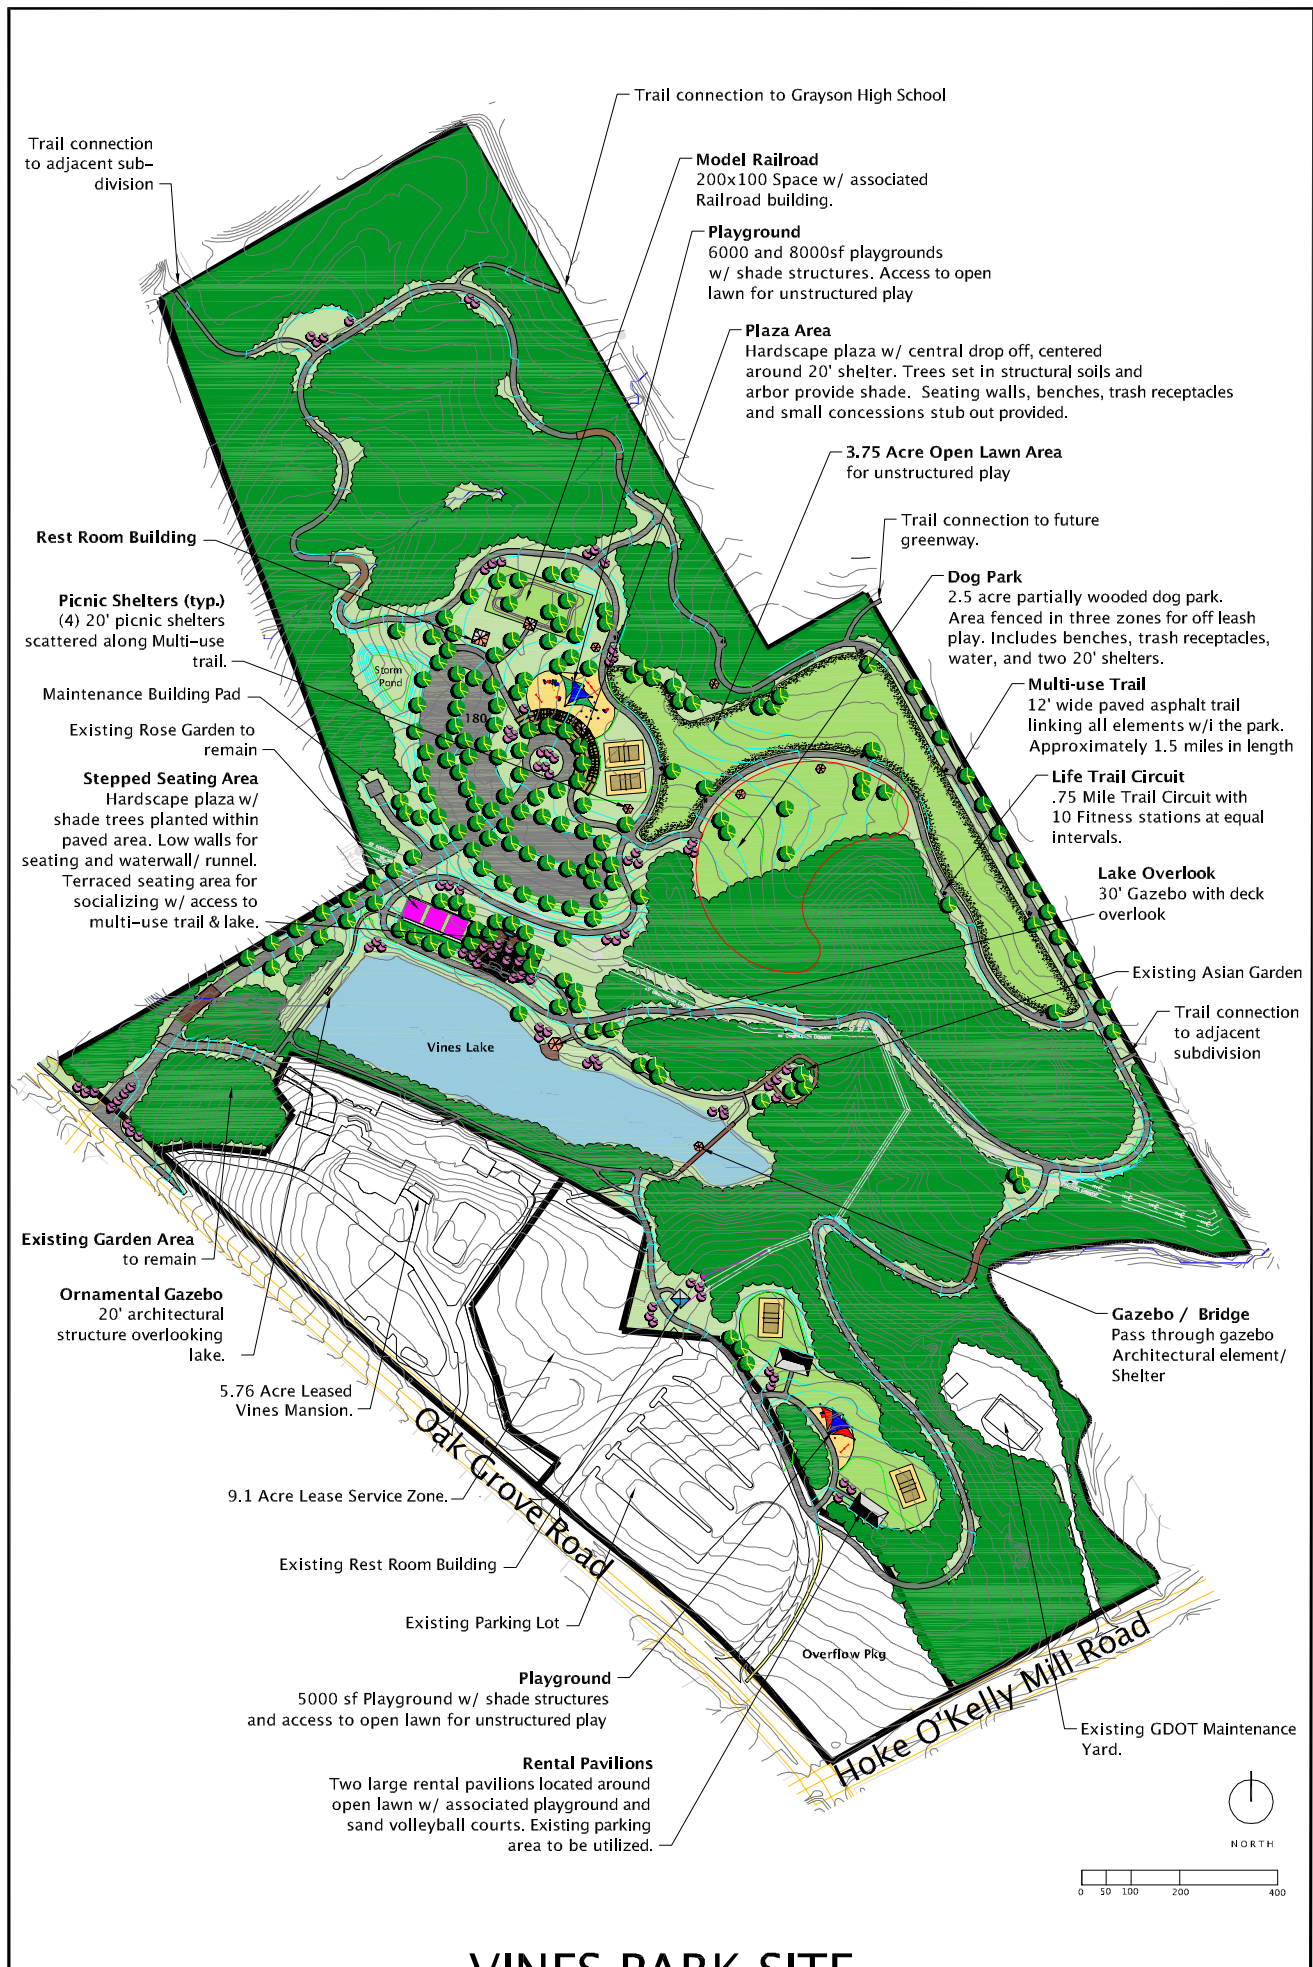 Trail connection to Grayson High School
Trail connection
to adjacent sub-
division
Model Railroad
200x100 Space w/ associated
Railroad building.
Playground
6000 and 8000sf playgrounds
w/ shade structures. Access to open
lawn for unstructured play
Plaza Area
Hardscape plaza w/ central drop off, centered
around 20' shelter. Trees set in structural soils and
arbor provide shade. Seating walls, benches, trash receptacles
and small concessions stub out provided.
3.75 Acre Open Lawn Area
for unstructured play
Trail connection to future
greenway.
Rest Room Building
Dog Park
2.5 acre partially wooded dog park.
Area fenced in three zones for off leash
play. Includes benches, trash receptacles,
water, and two 20' shelters.
Picnic Shelters (typ.)
(4) 20' picnic shelters
scattered along Multi-use
trail.
Storm
Pond
180
Maintenance Building Pad
Multi-use Trail
12' wide paved asphalt trail
linking all elements w/i the park.
Approximately 1.5 miles in length
Existing Rose Garden to
remain
Stepped Seating Area
Hardscape plaza w/
shade trees planted within
paved area. Low walls for
seating and waterwall/ runnel.
Terraced seating area for
socializing w/ access to
multi-use trail & lake.
Life Trail Circuit
.75 Mile Trail Circuit with
10 Fitness stations at equal
intervals.
Lake Overlook
30' Gazebo with deck
overlook
Existing Asian Garden
Trail connection
to adjacent
subdivision
Vines Lake
Existing Garden Area
to remain
Ornamental Gazebo
20' architectural
structure overlooking
lake.
Gazebo / Bridge
Pass through gazebo
Architectural element/
Shelter
5.76 Acre Leased
Vines Mansion.
Oak Grove Road
9.1 Acre Lease Service Zone.
Existing Rest Room Building
Existing Parking Lot
Overflow Pkg
Playground
5000 sf Playground w/ shade structures
and access to open lawn for unstructured play
Hoke O'Kelly Mill Road
Existing GDOT Maintenance
Yard.
Rental Pavilions
Two large rental pavilions located around
open lawn w/ associated playground and
sand volleyball courts. Existing parking
area to be utilized.
NORTH
0 50 100 200 400
VINES PARK SITE